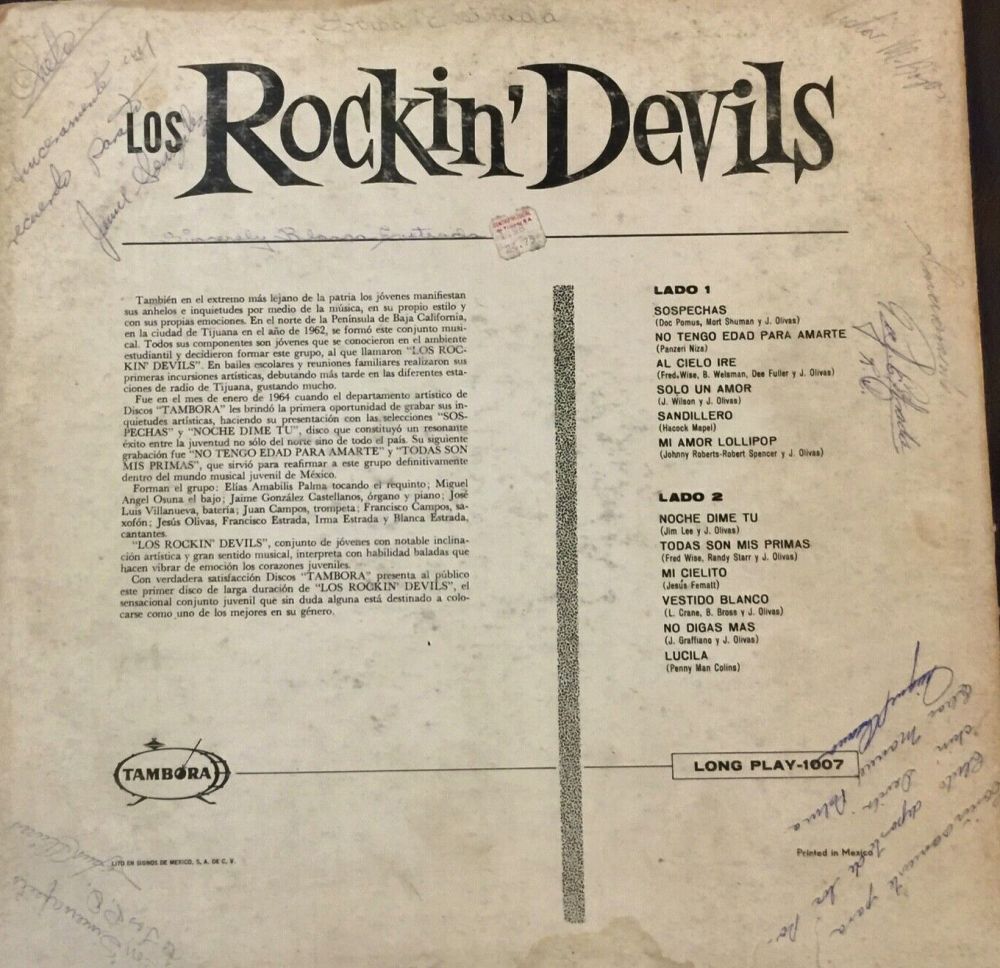 LOS Rockin' Devils
Sincerely Blanca Estrada
También en el extremo más lejano de la patria los jóvenes manifiestan
sus anhelos e inquietudes por medio de la música, en su propio estilo y
con sus propias emociones. En el norte de la Península de Baja California,
en la ciudad de Tijuana en el año de 1962, se formó este conjunto musi-
cal. Todos sus componentes son jóvenes que se conocieron en el ambiente
estudiantil y decidieron formar este grupo, al que llamaron "LOS ROC-
KIN' DEVILS". En bailes escolares y reuniones familiares realizaron sus
primeras incursiones artísticas, debutando más tarde en las diferentes esta-
ciones de radio de Tijuana, gustando mucho.
Fue en el mes de enero de 1964 cuando el departamento artístico de
Discos "TAMBORA" les brindó la primera oportunidad de grabar sus in-
quietudes artísticas, haciendo su presentación con las selecciones "SOS-
PECHAS" y "NOCHE DIME TU", disco que constituyó un resonante
éxito entre la juventud no sólo del norte sino de todo el país. Su siguiente
grabación fue "NO TENGO EDAD PARA AMARTE" y "TODAS SON
MIS PRIMAS", que sirvió para reafirmar a este grupo definitivamente
dentro del mundo musical juvenil de México.
Forman el grupo: Elías Amabilis Palma tocando el requinto; Miguel
Angel Osuna el bajo; Jaime González Castellanos, órgano y piano; José
Luis Villanueva, batería; Juan Campos, trompeta; Francisco Campos, sa-
xofón; Jesús Olivas, Francisco Estrada, Irma Estrada y Blanca Estrada,
cantantes.
"LOS ROCKIN' DEVILS", conjunto de jóvenes con notable inclina-
ción artística y gran sentido musical, interpreta con habilidad baladas que
hacen vibrar de emoción los corazones juveniles.
Con verdadera satisfacción Discos "TAMBORA" presenta al público
este primer disco de larga duración de "LOS ROCKIN' DEVILS", el
sensacional conjunto juvenil que sin duda alguna está destinado a colo-
carse como uno de los mejores en su género.
LADO 1
SOSPECHAS
(Doc Pomus, Mort Shuman y J. Olivas)
NO TENGO EDAD PARA AMARTE
(Panzeri Niza)
AL CIELO IRE
(Fred.Wise, B. Weisman, Dee Fuller y J. Olivas)
SOLO UN AMOR
(J. Wilson y J. Olivas)
SANDILLERO
(Hacock Mapel)
MI AMOR LOLLIPOP
(Johnny Roberts-Robert Spencer y J. Olivas)
LADO 2
NOCHE DIME TU
(Jim Lee y J. Olivas)
TODAS SON MIS PRIMAS
(Fred Wise, Randy Starr y J. Olivas)
MI CIELITO
(Jesús Fematt)
VESTIDO BLANCO
(L. Crane, B. Bross y J. Olivas)
NO DIGAS MAS
(J. Graffiano y J. Olivas)
LUCILA
(Penny Man Colins)
TAMBORA
LONG PLAY-1007
LITO EN SIGNOS DE MEXICO, S. A. DE C. V.
Printed in Mexico